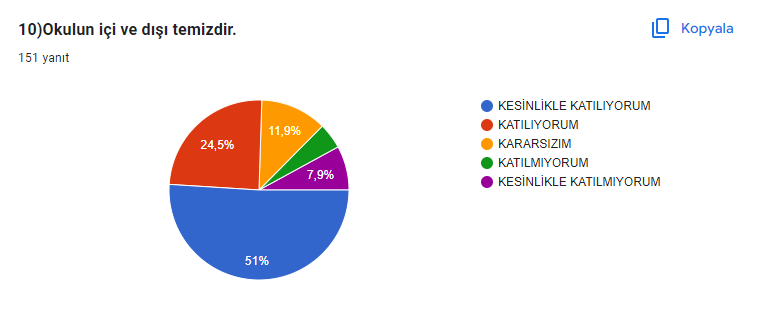 10)Okulun içi ve dışı temizdir.
Kopyala
151 yanıt
KESİNLİKLE KATILIYORUM
KATILIYORUM
KARARSIZIM
KATILMIYORUM
KESİNLİKLE KATILMIYORUM
11,9%
24,5%
7,9%
51%